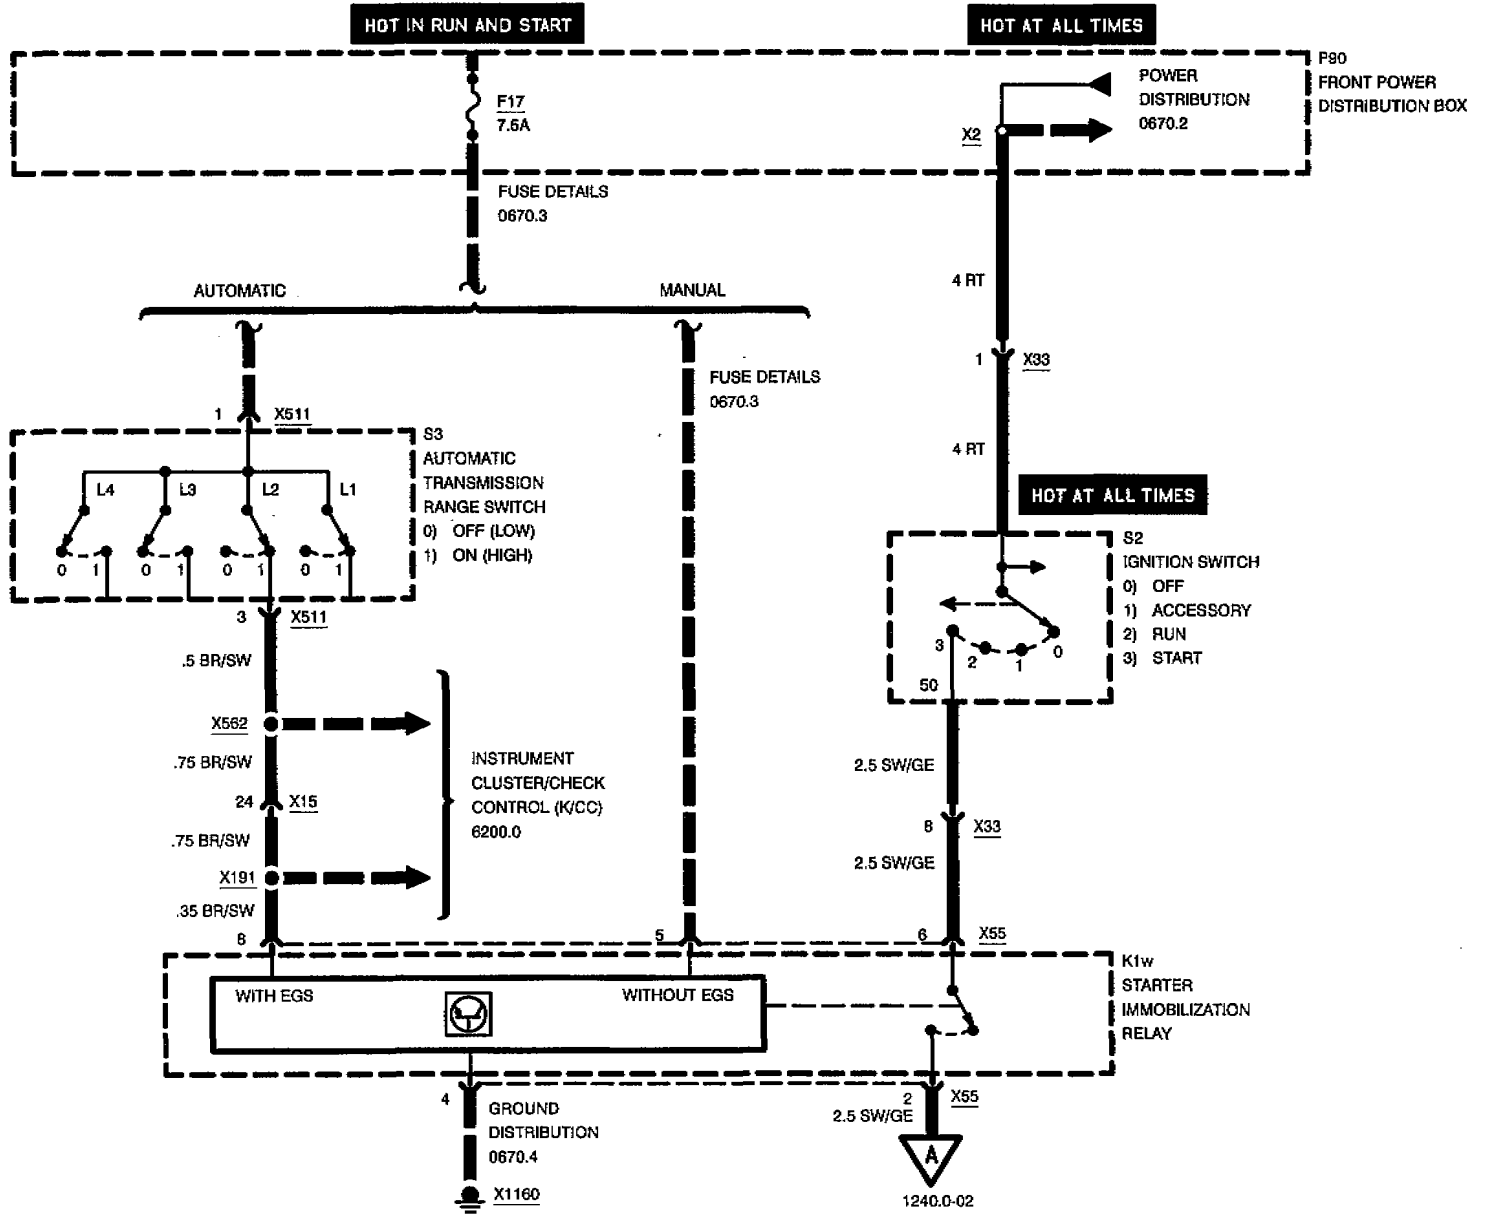 HOT IN RUN AND START
HOT AT ALL TIMES
P90
FRONT POWER
DISTRIBUTION BOX
POWER
DISTRIBUTION
0670.2
F17
7.5A
X2
FUSE DETAILS
0670.3
AUTOMATIC
MANUAL
4 RT
1
X33
FUSE DETAILS
0670.3
1
X511
S3
AUTOMATIC
TRANSMISSION
RANGE SWITCH
0) OFF (LOW)
1) ON (HIGH)
L4
L3
L2
L1
0 1 0 1 0 1 0 1
4 RT
HOT AT ALL TIMES
S2
IGNITION SWITCH
0) OFF
1) ACCESSORY
2) RUN
3) START
3
2
1
0
50
3
X511
.5 BR/SW
X562
.75 BR/SW
24
X15
.75 BR/SW
X191
.35 BR/SW
INSTRUMENT
CLUSTER/CHECK
CONTROL (K/CC)
6200.0
2.5 SW/GE
8
X33
2.5 SW/GE
8
5
6
X55
K1w
STARTER
IMMOBILIZATION
RELAY
WITH EGS
WITHOUT EGS
4
GROUND
DISTRIBUTION
0670.4
X1160
2
X55
2.5 SW/GE
A
1240.0-02